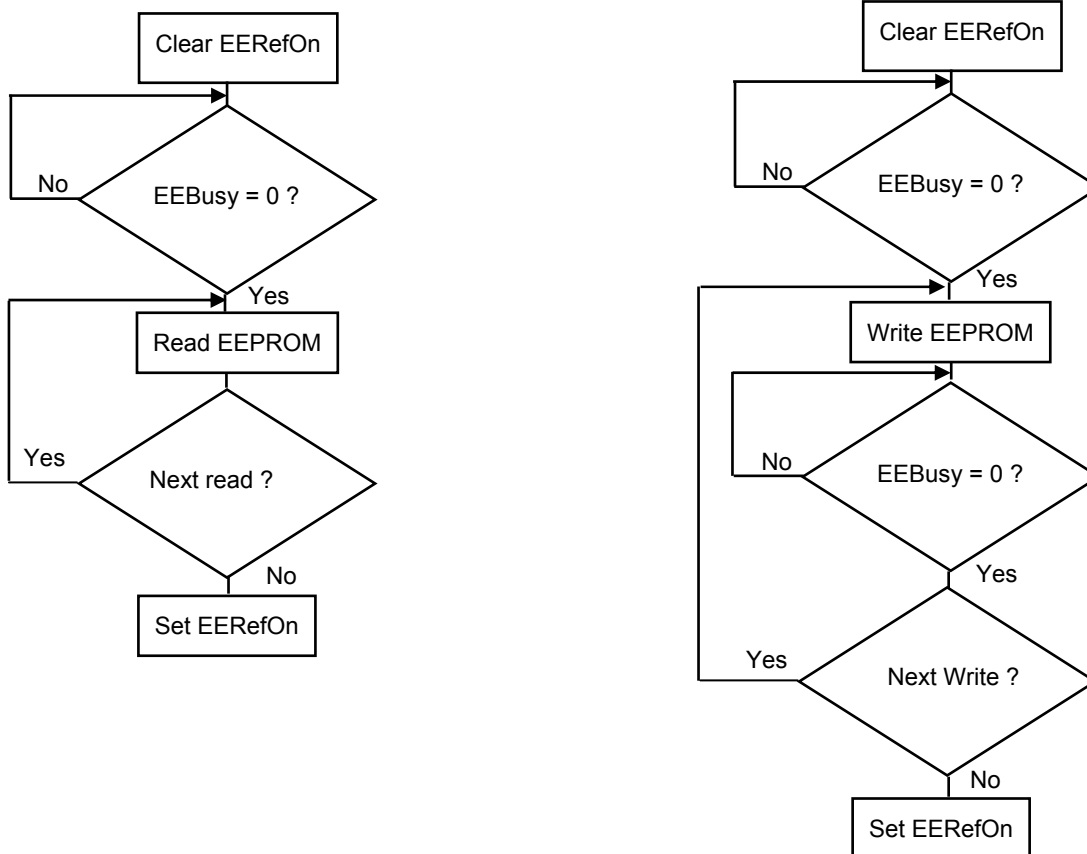 Clear EERefOn
No
EEBusy = 0 ?
Yes
Read EEPROM
Yes
Next read ?
No
Set EERefOn
Clear EERefOn
EEBusy = 0 ?
No
Yes
Write EEPROM
No
EEBusy = 0 ?
Yes
Yes
Next Write ?
No
Set EERefOn